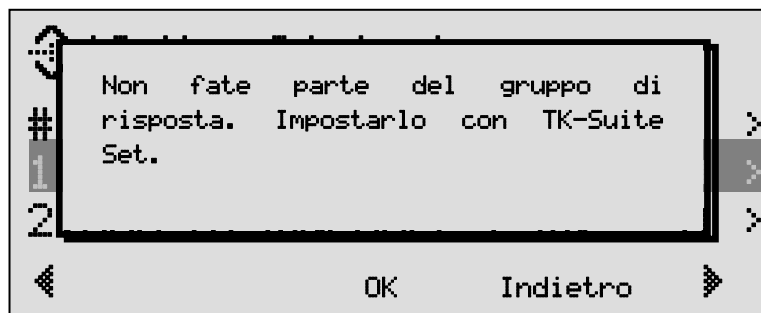 Non fate parte del gruppo di
risposta. Impostarlo con TK-Suite
Set.
#
1
2
OK Indietro